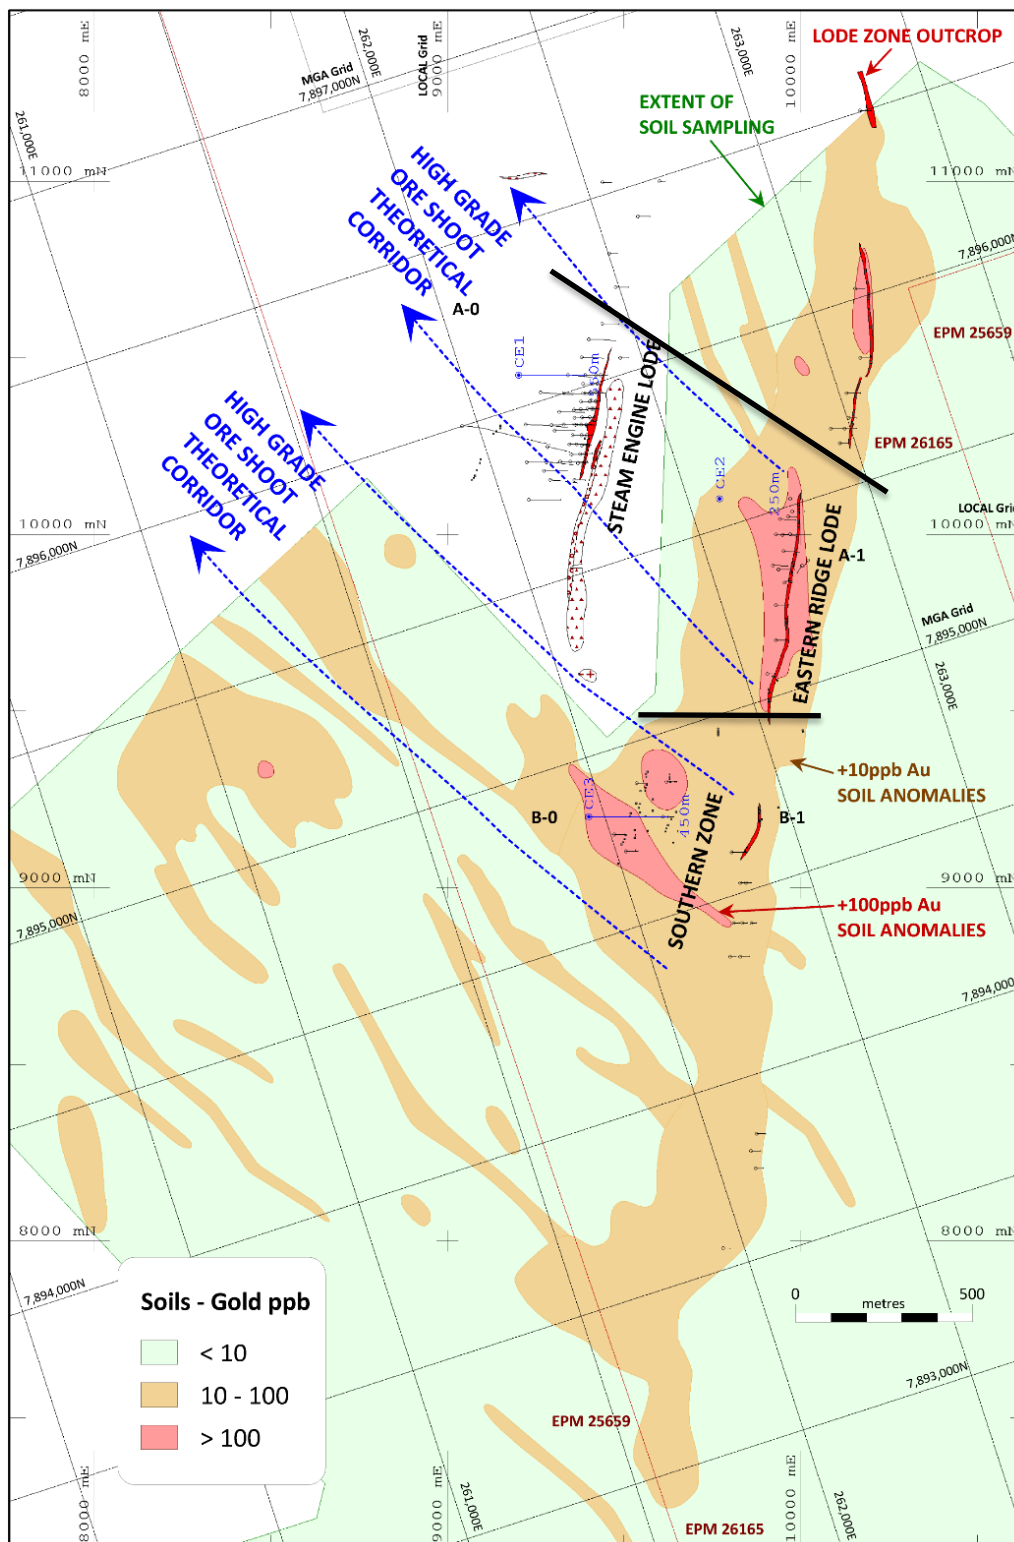 8000 mE
262,000E
MGA Grid
7,897,000N
LOCAL Grid
9000 mE
263,000E
10000 mE
LODE ZONE OUTCROP
261,000E
EXTENT OF
SOIL SAMPLING
11000 mN
11000 mN
HIGH GRADE
ORE SHOOT
THEORETICAL
CORRIDOR
A-0
7,896,000N
EPM 25659
CE1
STEAM ENGINE LODE
EPM 26165
HIGH GRADE
ORE SHOOT
THEORETICAL
CORRIDOR
CE2
250m
LOCAL Grid
10000 mN
10000 mN
7,896,000N
A-1
EASTERN RIDGE LODE
MGA Grid
7,895,000N
263,000E
+10ppb Au
SOIL ANOMALIES
B-0
CE3
450m
SOUTHERN ZONE
B-1
9000 mN
9000 mN
7,895,000N
+100ppb Au
SOIL ANOMALIES
7,894,000N
8000 mN
8000 mN
7,894,000N
Soils - Gold ppb
< 10
10 - 100
> 100
0
metres
500
7,893,000N
EPM 25659
8000 mE
9000 mE
261,000E
10000 mE
262,000E
EPM 26165